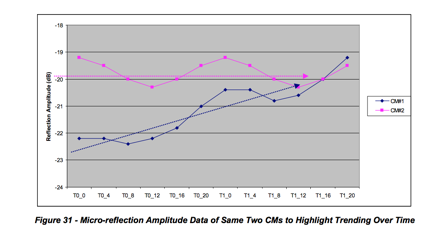 -18
-19
-20
-21
-22
-23
-24
Reflection Amplitude (dB)
T0_0 T0_4 T0_8 T0_12 T0_16 T0_20 T1_0 T1_4 T1_8 T1_12 T1_16 T1_20
CM#1
CM#2
Figure 31 - Micro-reflection Amplitude Data of Same Two CMs to Highlight Trending Over Time